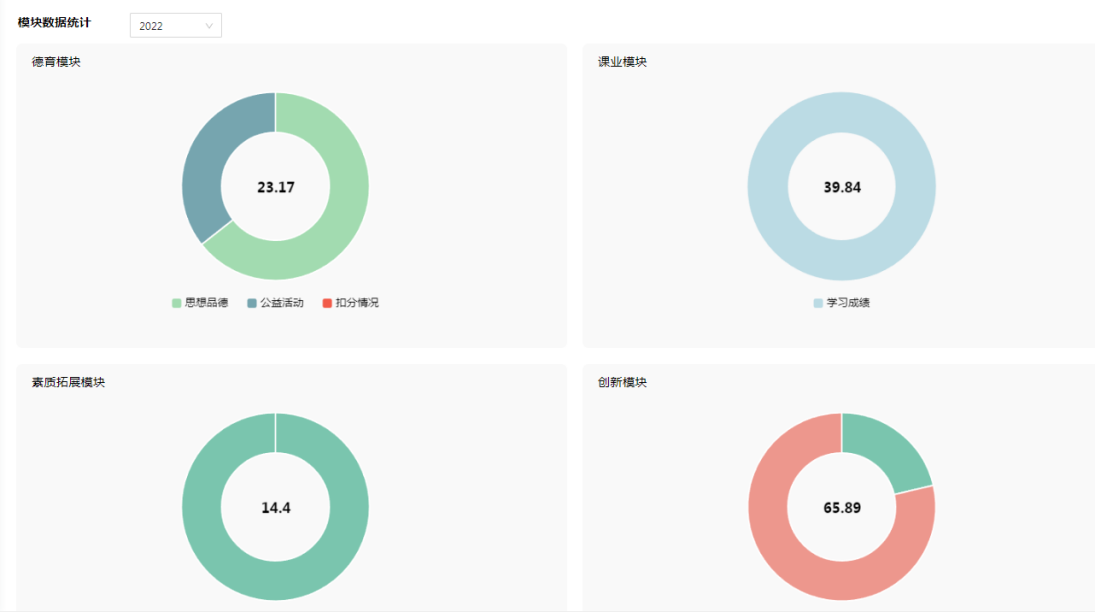 模块数据统计
2022
德育模块
23.17
思想品德 公益活动 扣分情况
课业模块
39.84
学习成绩
素质拓展模块
14.4
创新模块
65.89